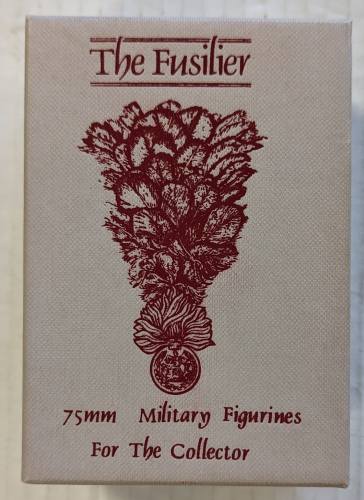 The Fusilier
75mm Military Figurines
For The Collector